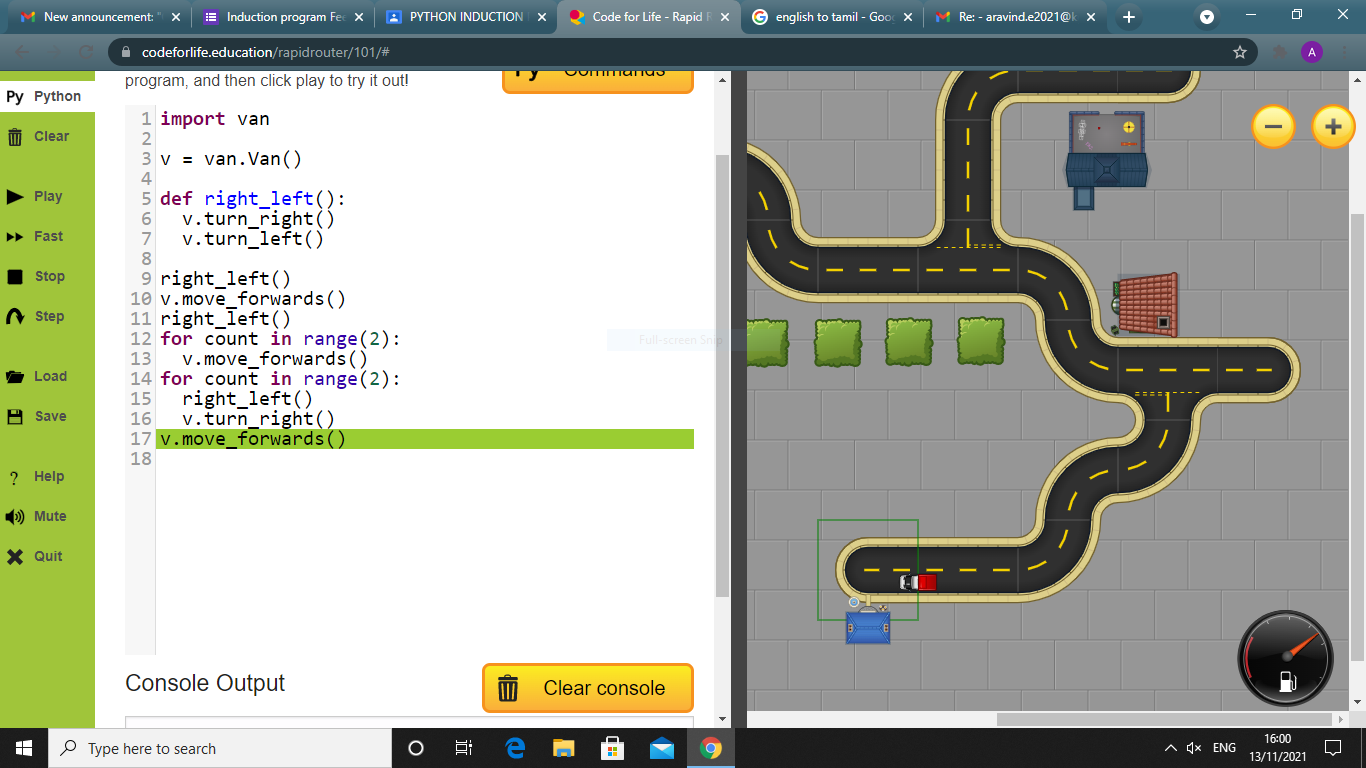 New announcement: "
Induction program Fee
PYTHON INDUCTION
Code for Life - Rapid R
english to tamil - Goog
Re: - aravind.e2021@k
codeforlife.education/rapidrouter/101/#
A
program, and then click play to try it out!
Py Commands
Py Python
Clear
Play
Fast
Stop
Step
Load
Save
? Help
Mute
Quit
1 import van
2
3 v = van.Van()
4
5 def right_left():
6 v.turn_right()
7 v.turn_left()
8
9 right_left()
10 v.move_forwards()
11 right_left()
12 for count in range(2):
13 v.move_forwards()
14 for count in range(2):
15 right_left()
16 v.turn_right()
17 v.move_forwards()
18
Full-screen Snip
Console Output
Clear console
Type here to search
ENG
16:00
13/11/2021